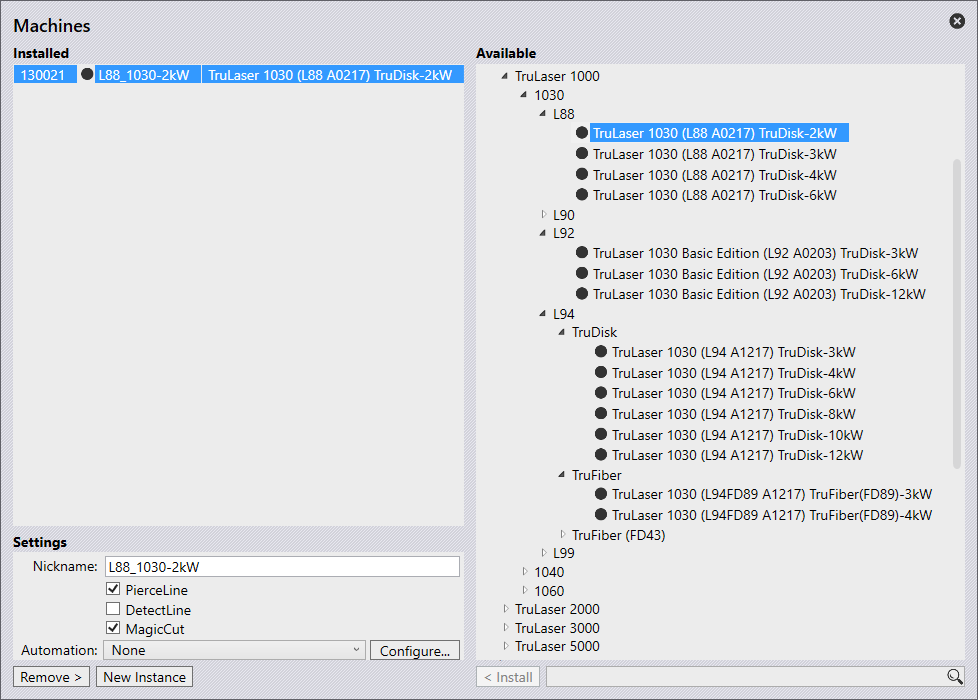 Machines
Installed
130021 L88_1030-2kW TruLaser 1030 (L88 A0217) TruDisk-2kW
Settings
Nickname: L88_1030-2kW
PierceLine
DetectLine
MagicCut
Automation: None Configure...
Remove > New Instance
Available
TruLaser 1000
1030
L88
TruLaser 1030 (L88 A0217) TruDisk-2kW
TruLaser 1030 (L88 A0217) TruDisk-3kW
TruLaser 1030 (L88 A0217) TruDisk-4kW
TruLaser 1030 (L88 A0217) TruDisk-6kW
L90
L92
TruLaser 1030 Basic Edition (L92 A0203) TruDisk-3kW
TruLaser 1030 Basic Edition (L92 A0203) TruDisk-6kW
TruLaser 1030 Basic Edition (L92 A0203) TruDisk-12kW
L94
TruDisk
TruLaser 1030 (L94 A1217) TruDisk-3kW
TruLaser 1030 (L94 A1217) TruDisk-4kW
TruLaser 1030 (L94 A1217) TruDisk-6kW
TruLaser 1030 (L94 A1217) TruDisk-8kW
TruLaser 1030 (L94 A1217) TruDisk-10kW
TruLaser 1030 (L94 A1217) TruDisk-12kW
TruFiber
TruLaser 1030 (L94FD89 A1217) TruFiber(FD89)-3kW
TruLaser 1030 (L94FD89 A1217) TruFiber(FD89)-4kW
TruFiber (FD43)
L99
1040
1060
TruLaser 2000
TruLaser 3000
TruLaser 5000
< Install